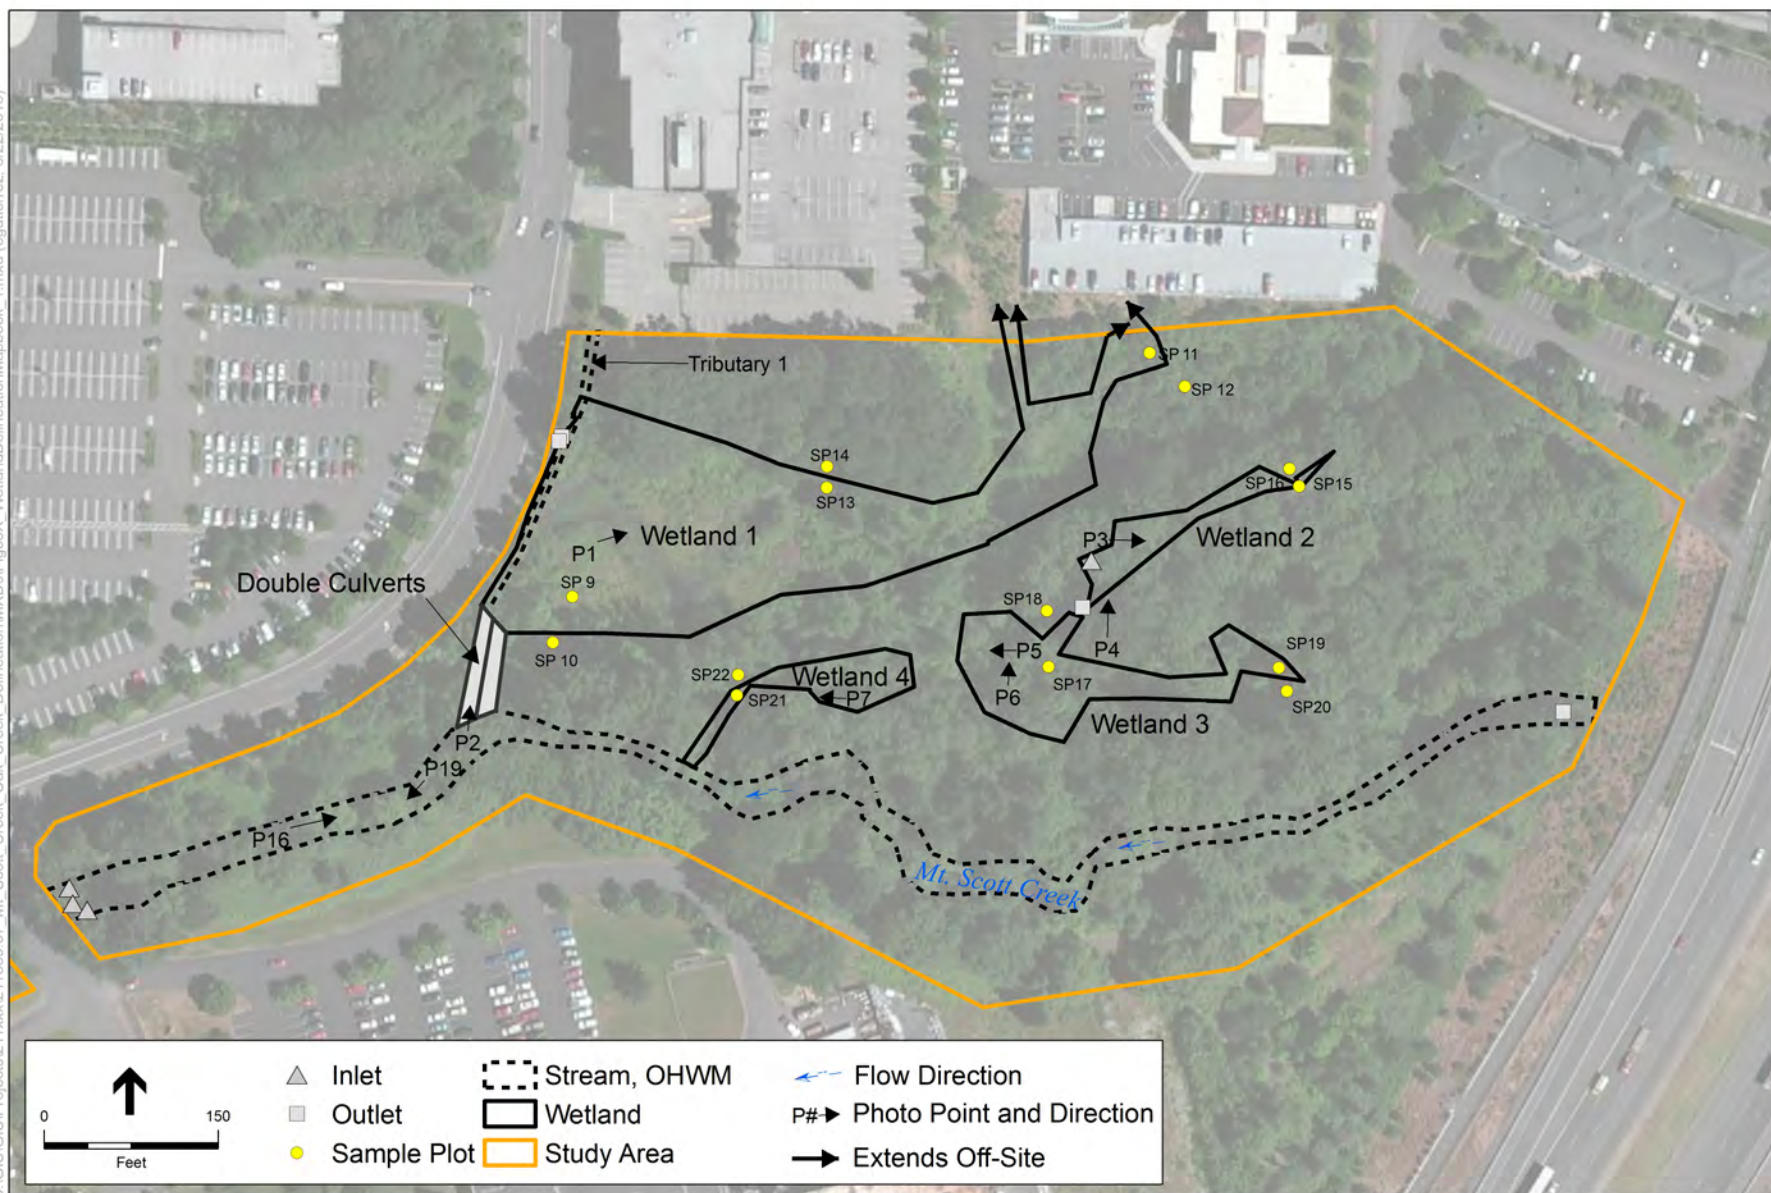 Tributary 1
SP 11
SP 12
SP14
SP13
SP16
SP15
P1
Wetland 1
P3
Wetland 2
Double Culverts
SP 9
SP18
SP 10
P5
P4
SP19
SP22
Wetland 4
SP17
SP21
P7
P6
SP20
Wetland 3
P2
P19
P16
Mt. Scott Creek
Inlet
Stream, OHWM
Flow Direction
0
150
Outlet
Wetland
P#
Photo Point and Direction
Feet
Sample Plot
Study Area
Extends Off-Site